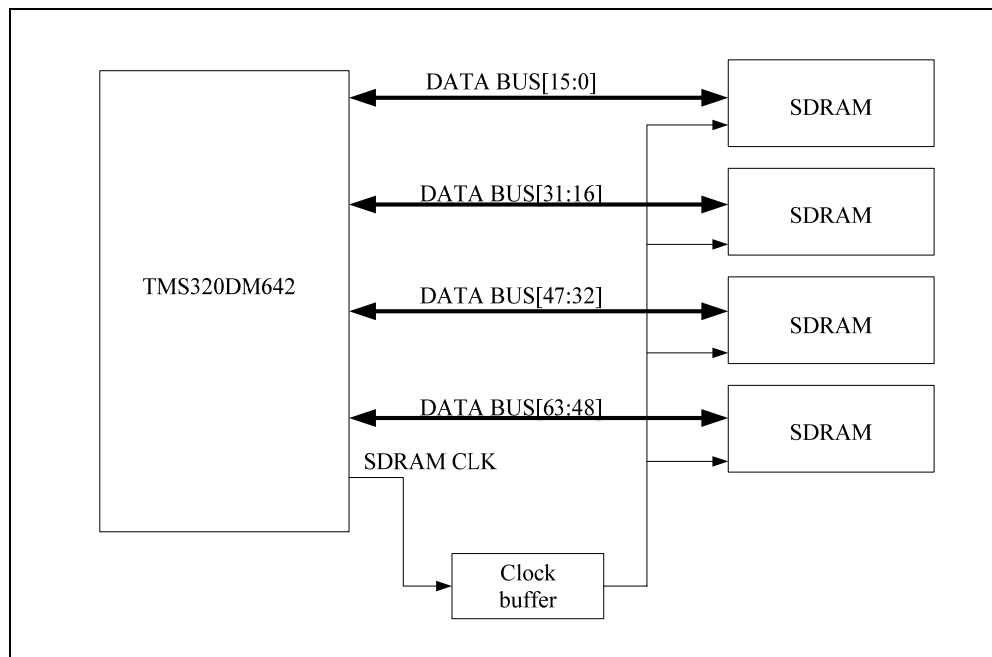 DATA BUS[15:0]
SDRAM
DATA BUS[31:16]
SDRAM
TMS320DM642
DATA BUS[47:32]
SDRAM
DATA BUS[63:48]
SDRAM
SDRAM CLK
Clock
buffer